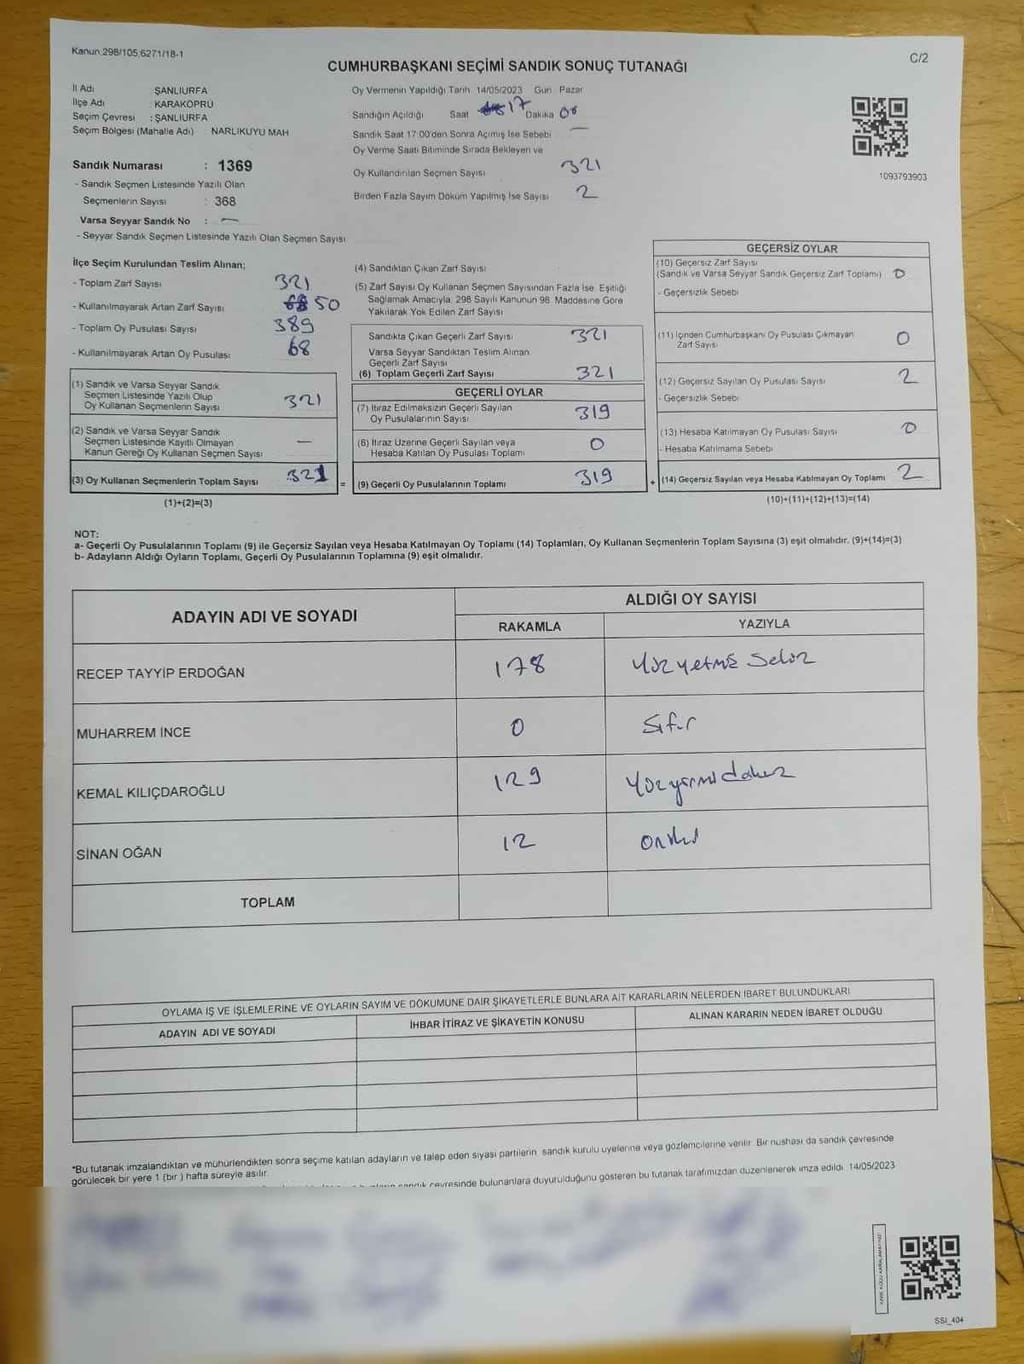 Kanun,298/105,6271/18-1
C/2
CUMHURBAŞKANI SEÇİMİ SANDIK SONUÇ TUTANAĞI
İl Adı ŞANLIURFA
İlçe Adı : KARAKÖPRÜ
Seçim Çevresi : ŞANLIURFA
Seçim Bölgesi (Mahalle Adı) NARLIKUYU MAH
Sandık Numarası : 1369
- Sandık Seçmen Listesinde Yazılı Olan
Seçmenlerin Sayısı : 368
Varsa Seyyar Sandık No : —
- Seyyar Sandık Seçmen Listesinde Yazılı Olan Seçmen Sayısı
Oy Vermenin Yapıldığı Tarih 14/05/2023 Gün Pazar
Sandığın Açıldığı Saat 17 Dakika 00
Sandık Saat 17:00'den Sonra Açılmış İse Sebebi —
Oy Verme Saati Bitiminde Sırada Bekleyen ve
Oy Kullandırılan Seçmen Sayısı 321
Birden Fazla Sayım Döküm Yapılmış İse Sayısı 2
1093793903
İlçe Seçim Kurulundan Teslim Alınan;
- Toplam Zarf Sayısı 321
- Kullanılmayarak Artan Zarf Sayısı 50
- Toplam Oy Pusulası Sayısı 389
- Kullanılmayarak Artan Oy Pusulası 68
(1) Sandık ve Varsa Seyyar Sandık
Seçmen Listesinde Yazılı Olup
Oy Kullanan Seçmenlerin Sayısı 321
(2) Sandık ve Varsa Seyyar Sandık
Seçmen Listesinde Kayıtlı Olmayan
Kanun Gereği Oy Kullanan Seçmen Sayısı —
(3) Oy Kullanan Seçmenlerin Toplam Sayısı 321 =
(1)+(2)=(3)
(4) Sandıktan Çıkan Zarf Sayısı
(5) Zarf Sayısı Oy Kullanan Seçmen Sayısından Fazla İse, Eşitliği
Sağlamak Amacıyla, 298 Sayılı Kanunun 98. Maddesine Göre
Yakılarak Yok Edilen Zarf Sayısı
Sandıkta Çıkan Geçerli Zarf Sayısı 321
Varsa Seyyar Sandıktan Teslim Alınan
Geçerli Zarf Sayısı
(6) Toplam Geçerli Zarf Sayısı 321
GEÇERLİ OYLAR
(7) İtiraz Edilmeksizin Geçerli Sayılan
Oy Pusulalarının Sayısı 319
(8) İtiraz Üzerine Geçerli Sayılan veya
Hesaba Katılan Oy Pusulası Toplamı 0
(9) Geçerli Oy Pusulalarının Toplamı 319 +
GEÇERSİZ OYLAR
(10) Geçersiz Zarf Sayısı
(Sandık ve Varsa Seyyar Sandık Geçersiz Zarf Toplamı) 0
- Geçersizlik Sebebi
(11) İçinden Cumhurbaşkanı Oy Pusulası Çıkmayan
Zarf Sayısı 0
(12) Geçersiz Sayılan Oy Pusulası Sayısı 2
- Geçersizlik Sebebi
(13) Hesaba Katılmayan Oy Pusulası Sayısı 0
- Hesaba Katılmama Sebebi
(14) Geçersiz Sayılan veya Hesaba Katılmayan Oy Toplamı 2
(10)+(11)+(12)+(13)=(14)
NOT:
a- Geçerli Oy Pusulalarının Toplamı (9) ile Geçersiz Sayılan veya Hesaba Katılmayan Oy Toplamı (14) Toplamları, Oy Kullanan Seçmenlerin Toplam Sayısına (3) eşit olmalıdır. (9)+(14)=(3)
b- Adayların Aldığı Oyların Toplamı, Geçerli Oy Pusulalarının Toplamına (9) eşit olmalıdır.
ADAYIN ADI VE SOYADI ALDIĞI OY SAYISI
RAKAMLA YAZIYLA
RECEP TAYYİP ERDOĞAN 178 Yüzyetmiş Sekiz
MUHARREM İNCE 0 Sıfır
KEMAL KILIÇDAROĞLU 129 Yüzyirmi dokuz
SİNAN OĞAN 12 oniki
TOPLAM
OYLAMA İŞ VE İŞLEMLERİNE VE OYLARIN SAYIM VE DÖKÜMÜNE DAİR ŞİKAYETLERLE BUNLARA AİT KARARLARIN NELERDEN İBARET BULUNDUKLARI
ADAYIN ADI VE SOYADI İHBAR İTİRAZ VE ŞİKAYETİN KONUSU ALINAN KARARIN NEDEN İBARET OLDUĞU
*Bu tutanak imzalandıktan ve mühürlendikten sonra seçime katılan adayların ve talep eden siyasi partilerin sandık kurulu üyelerine veya gözlemcilerine verilir. Bir nüshası da sandık çevresinde
görülecek bir yere 1 (bir ) hafta süreyle asılır.
sandık çevresinde bulunanlara duyurulduğunu gösteren bu tutanak tarafımızdan düzenlenerek imza edildi. 14/05/2023
SSI_404